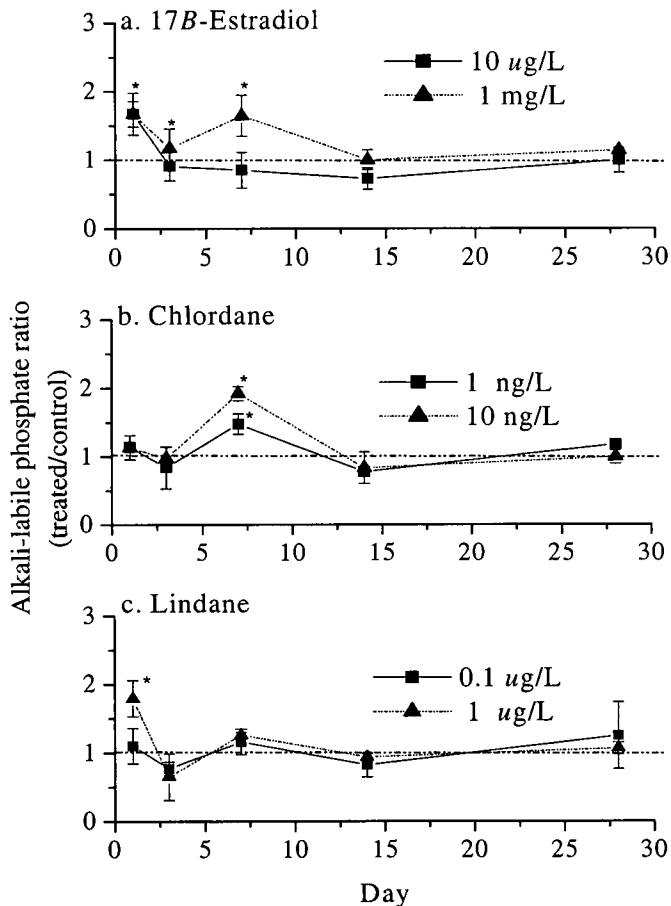 a. 17B-Estradiol
10 ug/L
1 mg/L
3
2
1
0
* * *
0 5 10 15 20 25 30
b. Chlordane
1 ng/L
10 ng/L
3
2
1
0
* *
0 5 10 15 20 25 30
c. Lindane
0.1 ug/L
1 ug/L
3
2
1
0
*
0 5 10 15 20 25 30
Day
Alkali-labile phosphate ratio
(treated/control)